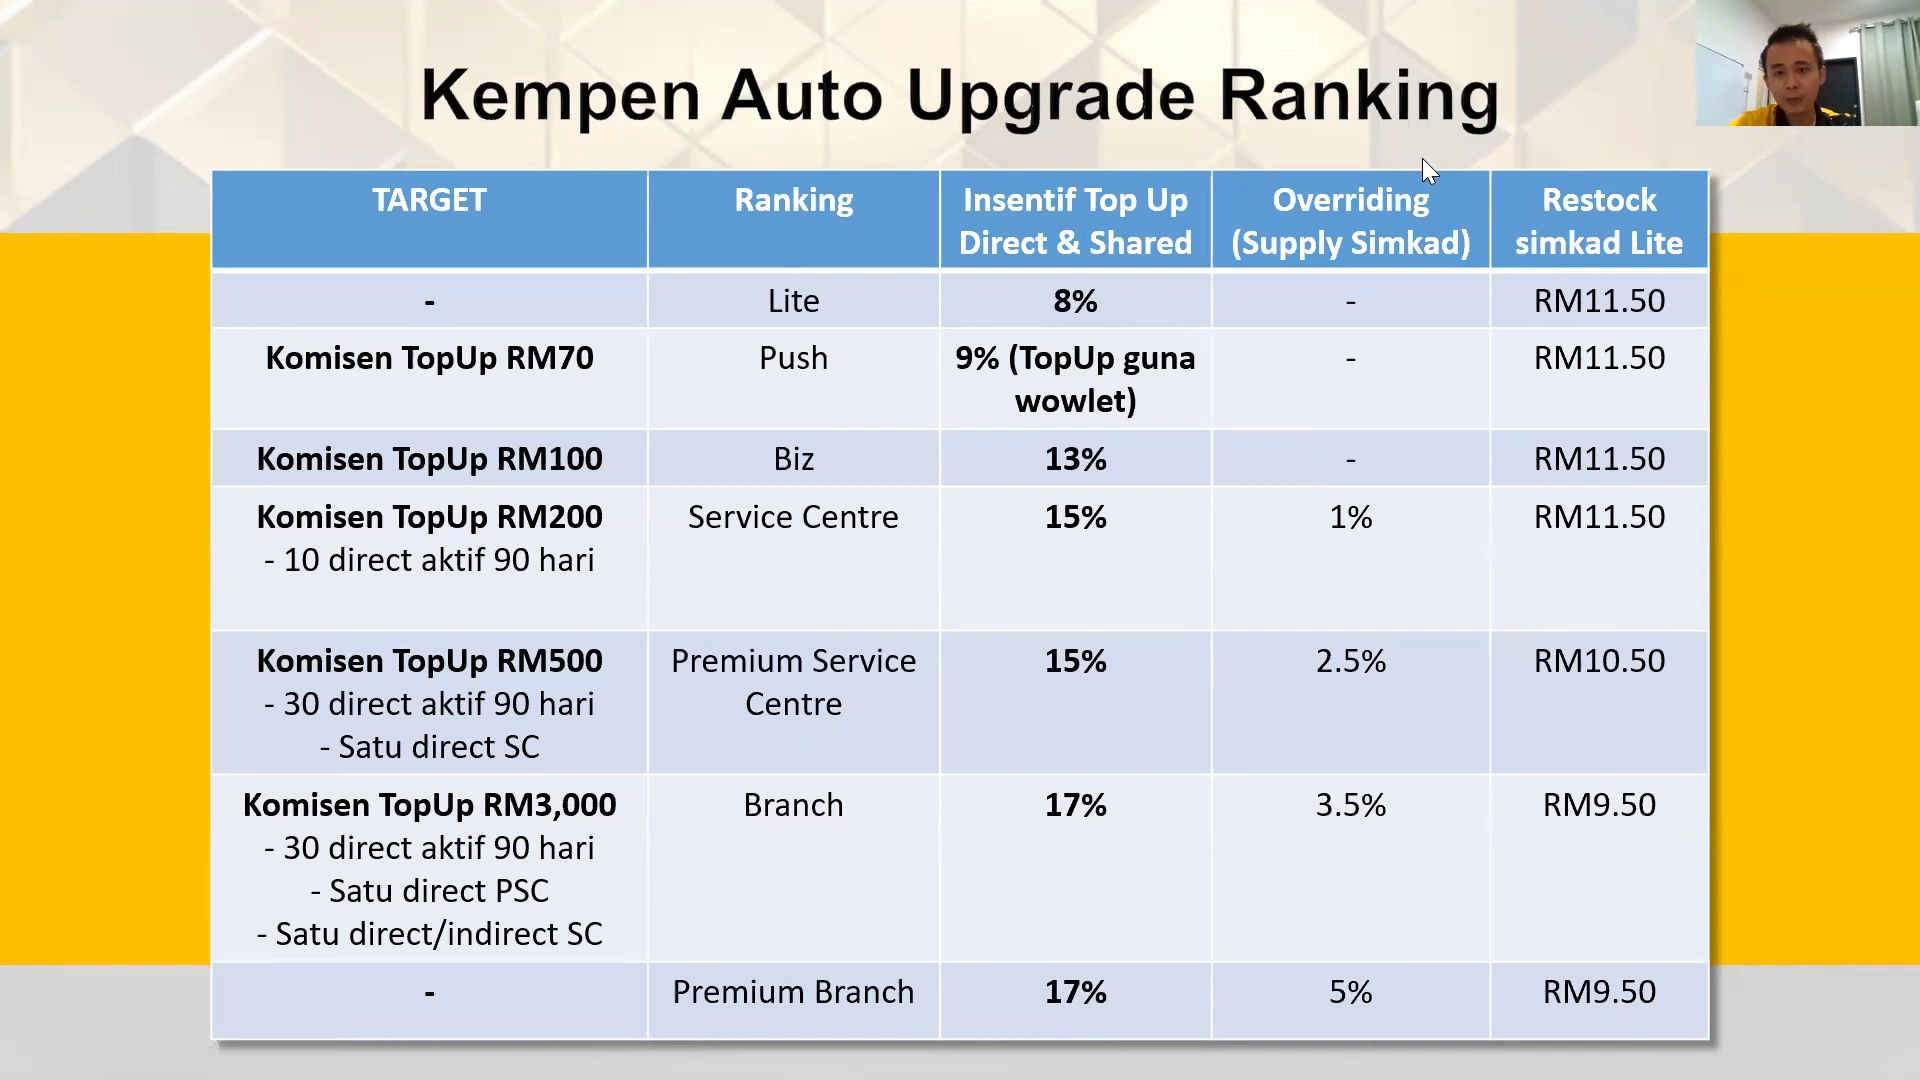 Kempen Auto Upgrade Ranking
TARGET
Ranking
Insentif Top Up
Direct & Shared
Overriding
(Supply Simkad)
Restock
simkad Lite
-
Lite
8%
-
RM11.50
Komisen TopUp RM70
Push
9% (TopUp guna
wowlet)
-
RM11.50
Komisen TopUp RM100
Biz
13%
-
RM11.50
Komisen TopUp RM200
- 10 direct aktif 90 hari
Service Centre
15%
1%
RM11.50
Komisen TopUp RM500
- 30 direct aktif 90 hari
- Satu direct SC
Premium Service
Centre
15%
2.5%
RM10.50
Komisen TopUp RM3,000
- 30 direct aktif 90 hari
- Satu direct PSC
- Satu direct/indirect SC
Branch
17%
3.5%
RM9.50
-
Premium Branch
17%
5%
RM9.50